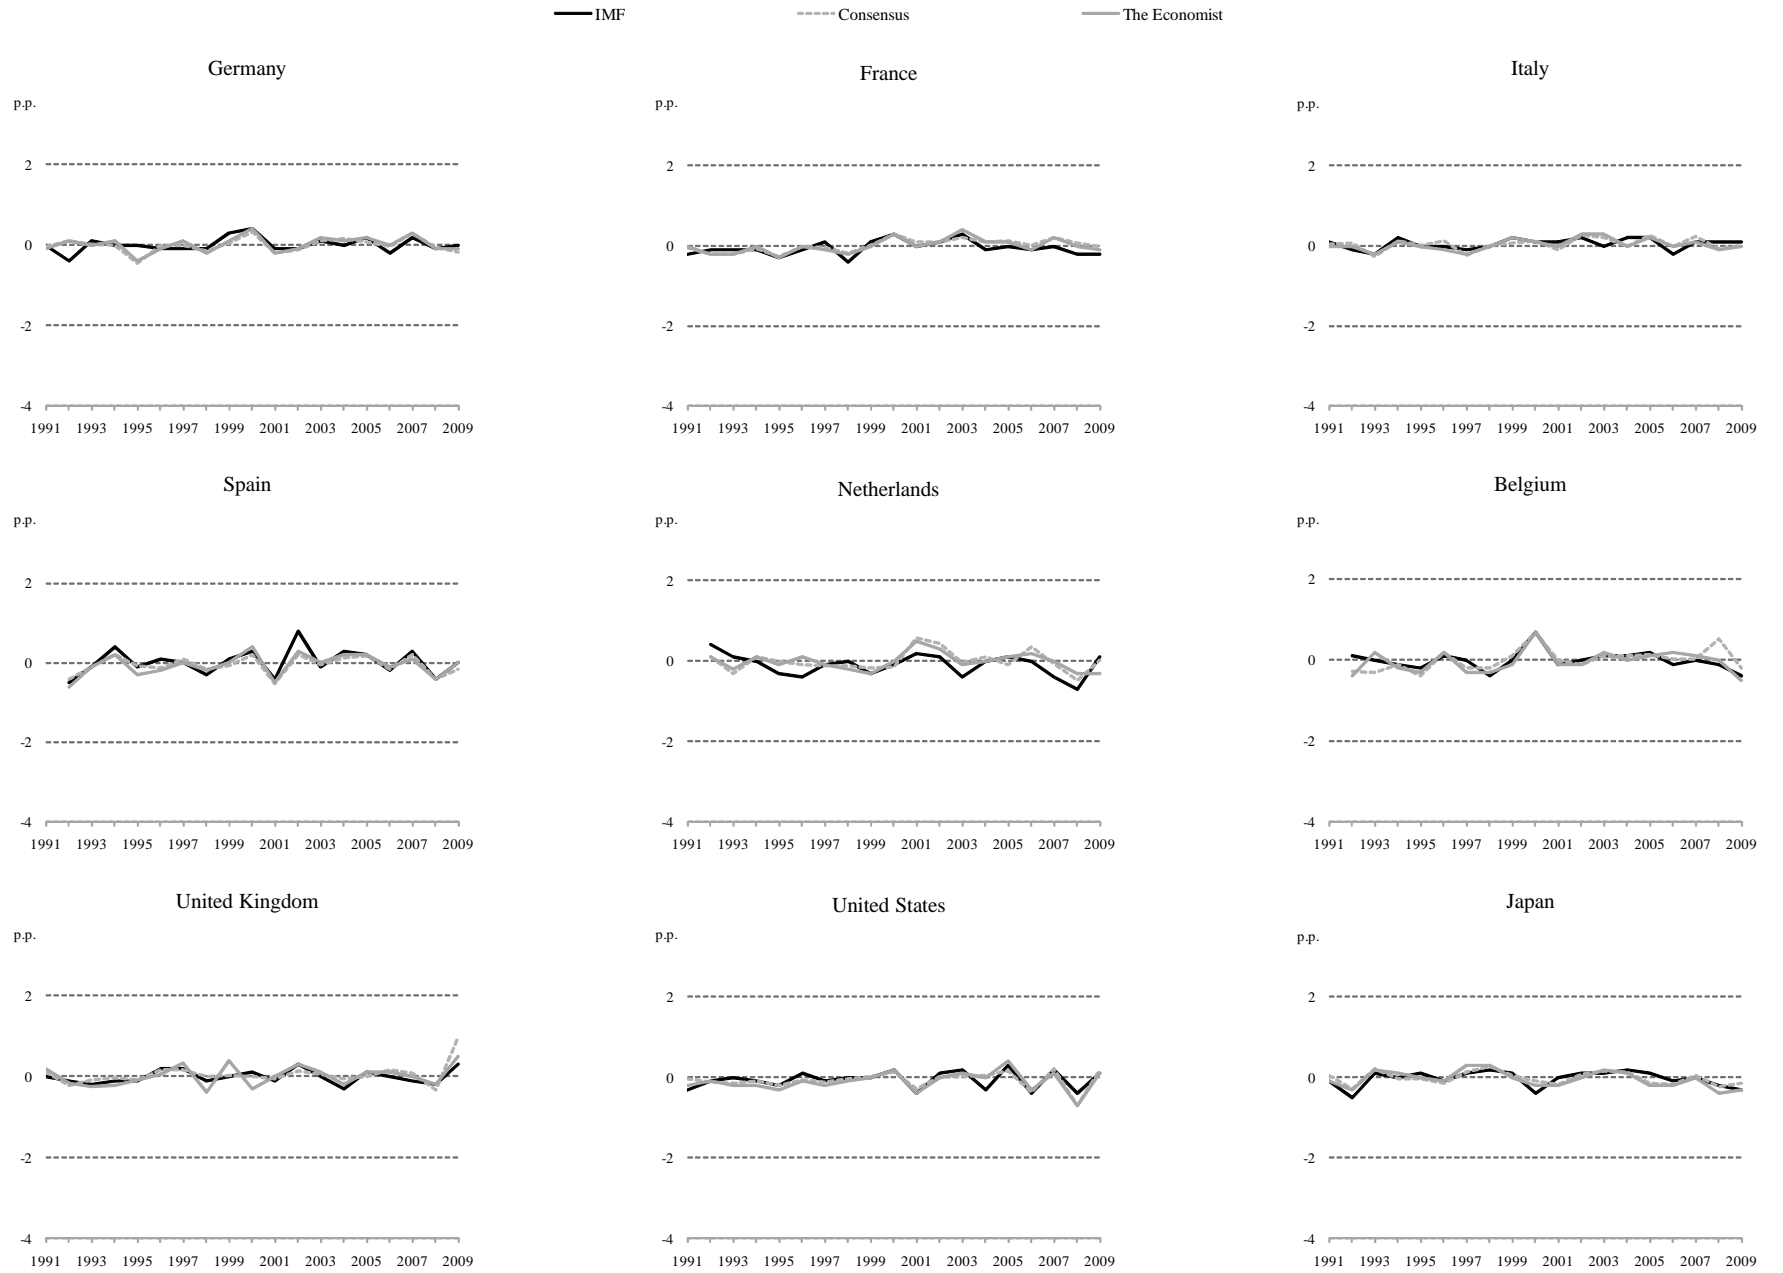 IMF Consensus The Economist
Germany France Italy
p.p. p.p. p.p.
2 2 2
0 0 0
-2 -2 -2
-4 -4 -4
1991 1993 1995 1997 1999 2001 2003 2005 2007 2009 1991 1993 1995 1997 1999 2001 2003 2005 2007 2009 1991 1993 1995 1997 1999 2001 2003 2005 2007 2009
Spain Netherlands Belgium
p.p. p.p. p.p.
2 2 2
0 0 0
-2 -2 -2
-4 -4 -4
1991 1993 1995 1997 1999 2001 2003 2005 2007 2009 1991 1993 1995 1997 1999 2001 2003 2005 2007 2009 1991 1993 1995 1997 1999 2001 2003 2005 2007 2009
United Kingdom United States Japan
p.p. p.p. p.p.
2 2 2
0 0 0
-2 -2 -2
-4 -4 -4
1991 1993 1995 1997 1999 2001 2003 2005 2007 2009 1991 1993 1995 1997 1999 2001 2003 2005 2007 2009 1991 1993 1995 1997 1999 2001 2003 2005 2007 2009